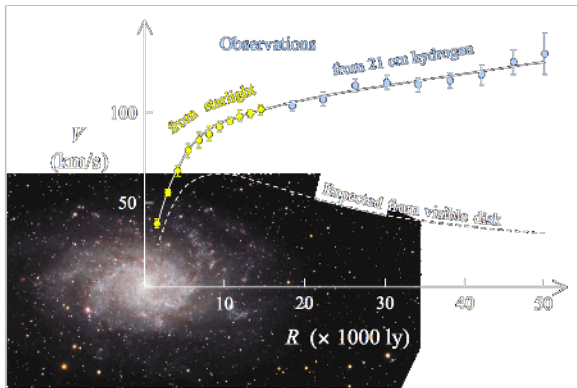 Observations
from 21 cm hydrogen
from starlight
100
V
(km/s)
50
Expected from visible disk
10
20
30
40
50
R (× 1000 ly)